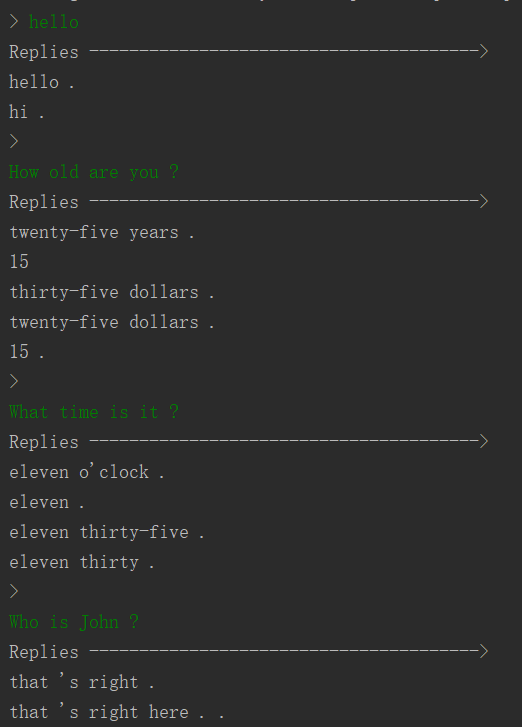 > hello
Replies --------------------------------------->
hello .
hi .
>
How old are you ?
Replies --------------------------------------->
twenty-five years .
15
thirty-five dollars .
twenty-five dollars .
15 .
>
What time is it ?
Replies --------------------------------------->
eleven o'clock .
eleven .
eleven thirty-five .
eleven thirty .
>
Who is John ?
Replies --------------------------------------->
that 's right .
that 's right here . .